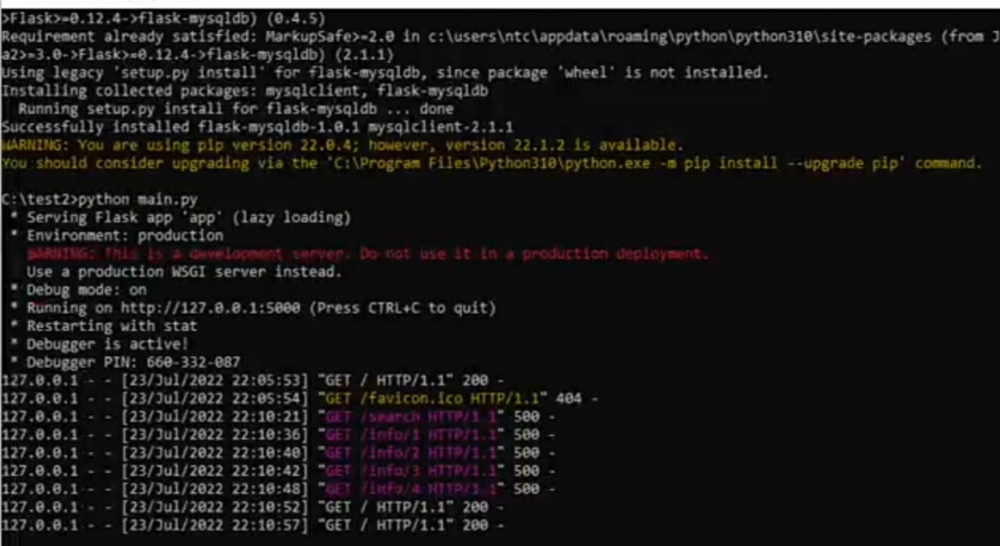 >Flask>=0.12.4->flask-mysqldb) (0.4.5)
Requirement already satisfied: MarkupSafe>=2.0 in c:\users\ntc\appdata\roaming\python\python310\site-packages (from J
a2>=3.0->Flask>=0.12.4->flask-mysqldb) (2.1.1)
Using legacy 'setup.py install' for flask-mysqldb, since package 'wheel' is not installed.
Installing collected packages: mysqlclient, flask-mysqldb
Running setup.py install for flask-mysqldb ... done
Successfully installed flask-mysqldb-1.0.1 mysqlclient-2.1.1
WARNING: You are using pip version 22.0.4; however, version 22.1.2 is available.
You should consider upgrading via the 'C:\Program Files\Python310\python.exe -m pip install --upgrade pip' command.
C:\test2>python main.py
* Serving Flask app 'app' (lazy loading)
* Environment: production
WARNING: This is a development server. Do not use it in a production deployment.
Use a production WSGI server instead.
* Debug mode: on
* Running on http://127.0.0.1:5000 (Press CTRL+C to quit)
* Restarting with stat
* Debugger is active!
* Debugger PIN: 660-332-087
127.0.0.1 - - [23/Jul/2022 22:05:53] "GET / HTTP/1.1" 200 -
127.0.0.1 - - [23/Jul/2022 22:05:54] "GET /favicon.ico HTTP/1.1" 404 -
127.0.0.1 - - [23/Jul/2022 22:10:21] "GET /search HTTP/1.1" 500 -
127.0.0.1 - - [23/Jul/2022 22:10:36] "GET /info/1 HTTP/1.1" 500 -
127.0.0.1 - - [23/Jul/2022 22:10:40] "GET /info/2 HTTP/1.1" 500 -
127.0.0.1 - - [23/Jul/2022 22:10:42] "GET /info/3 HTTP/1.1" 500 -
127.0.0.1 - - [23/Jul/2022 22:10:48] "GET /info/4 HTTP/1.1" 500 -
127.0.0.1 - - [23/Jul/2022 22:10:52] "GET / HTTP/1.1" 200 -
127.0.0.1 - - [23/Jul/2022 22:10:57] "GET / HTTP/1.1" 200 -